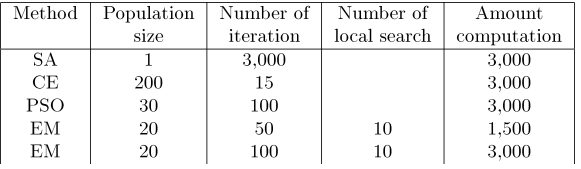 Method Population Number of Number of Amount
size iteration local search computation
SA 1 3,000 3,000
CE 200 15 3,000
PSO 30 100 3,000
EM 20 50 10 1,500
EM 20 100 10 3,000